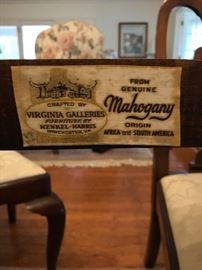 CRAFTED BY
VIRGINIA GALLERIES
FURNITURE BY
HENKEL-HARRIS
WINCHESTER, VA.
FROM
GENUINE
Mahogany
ORIGIN
AFRICA and SOUTH AMERICA